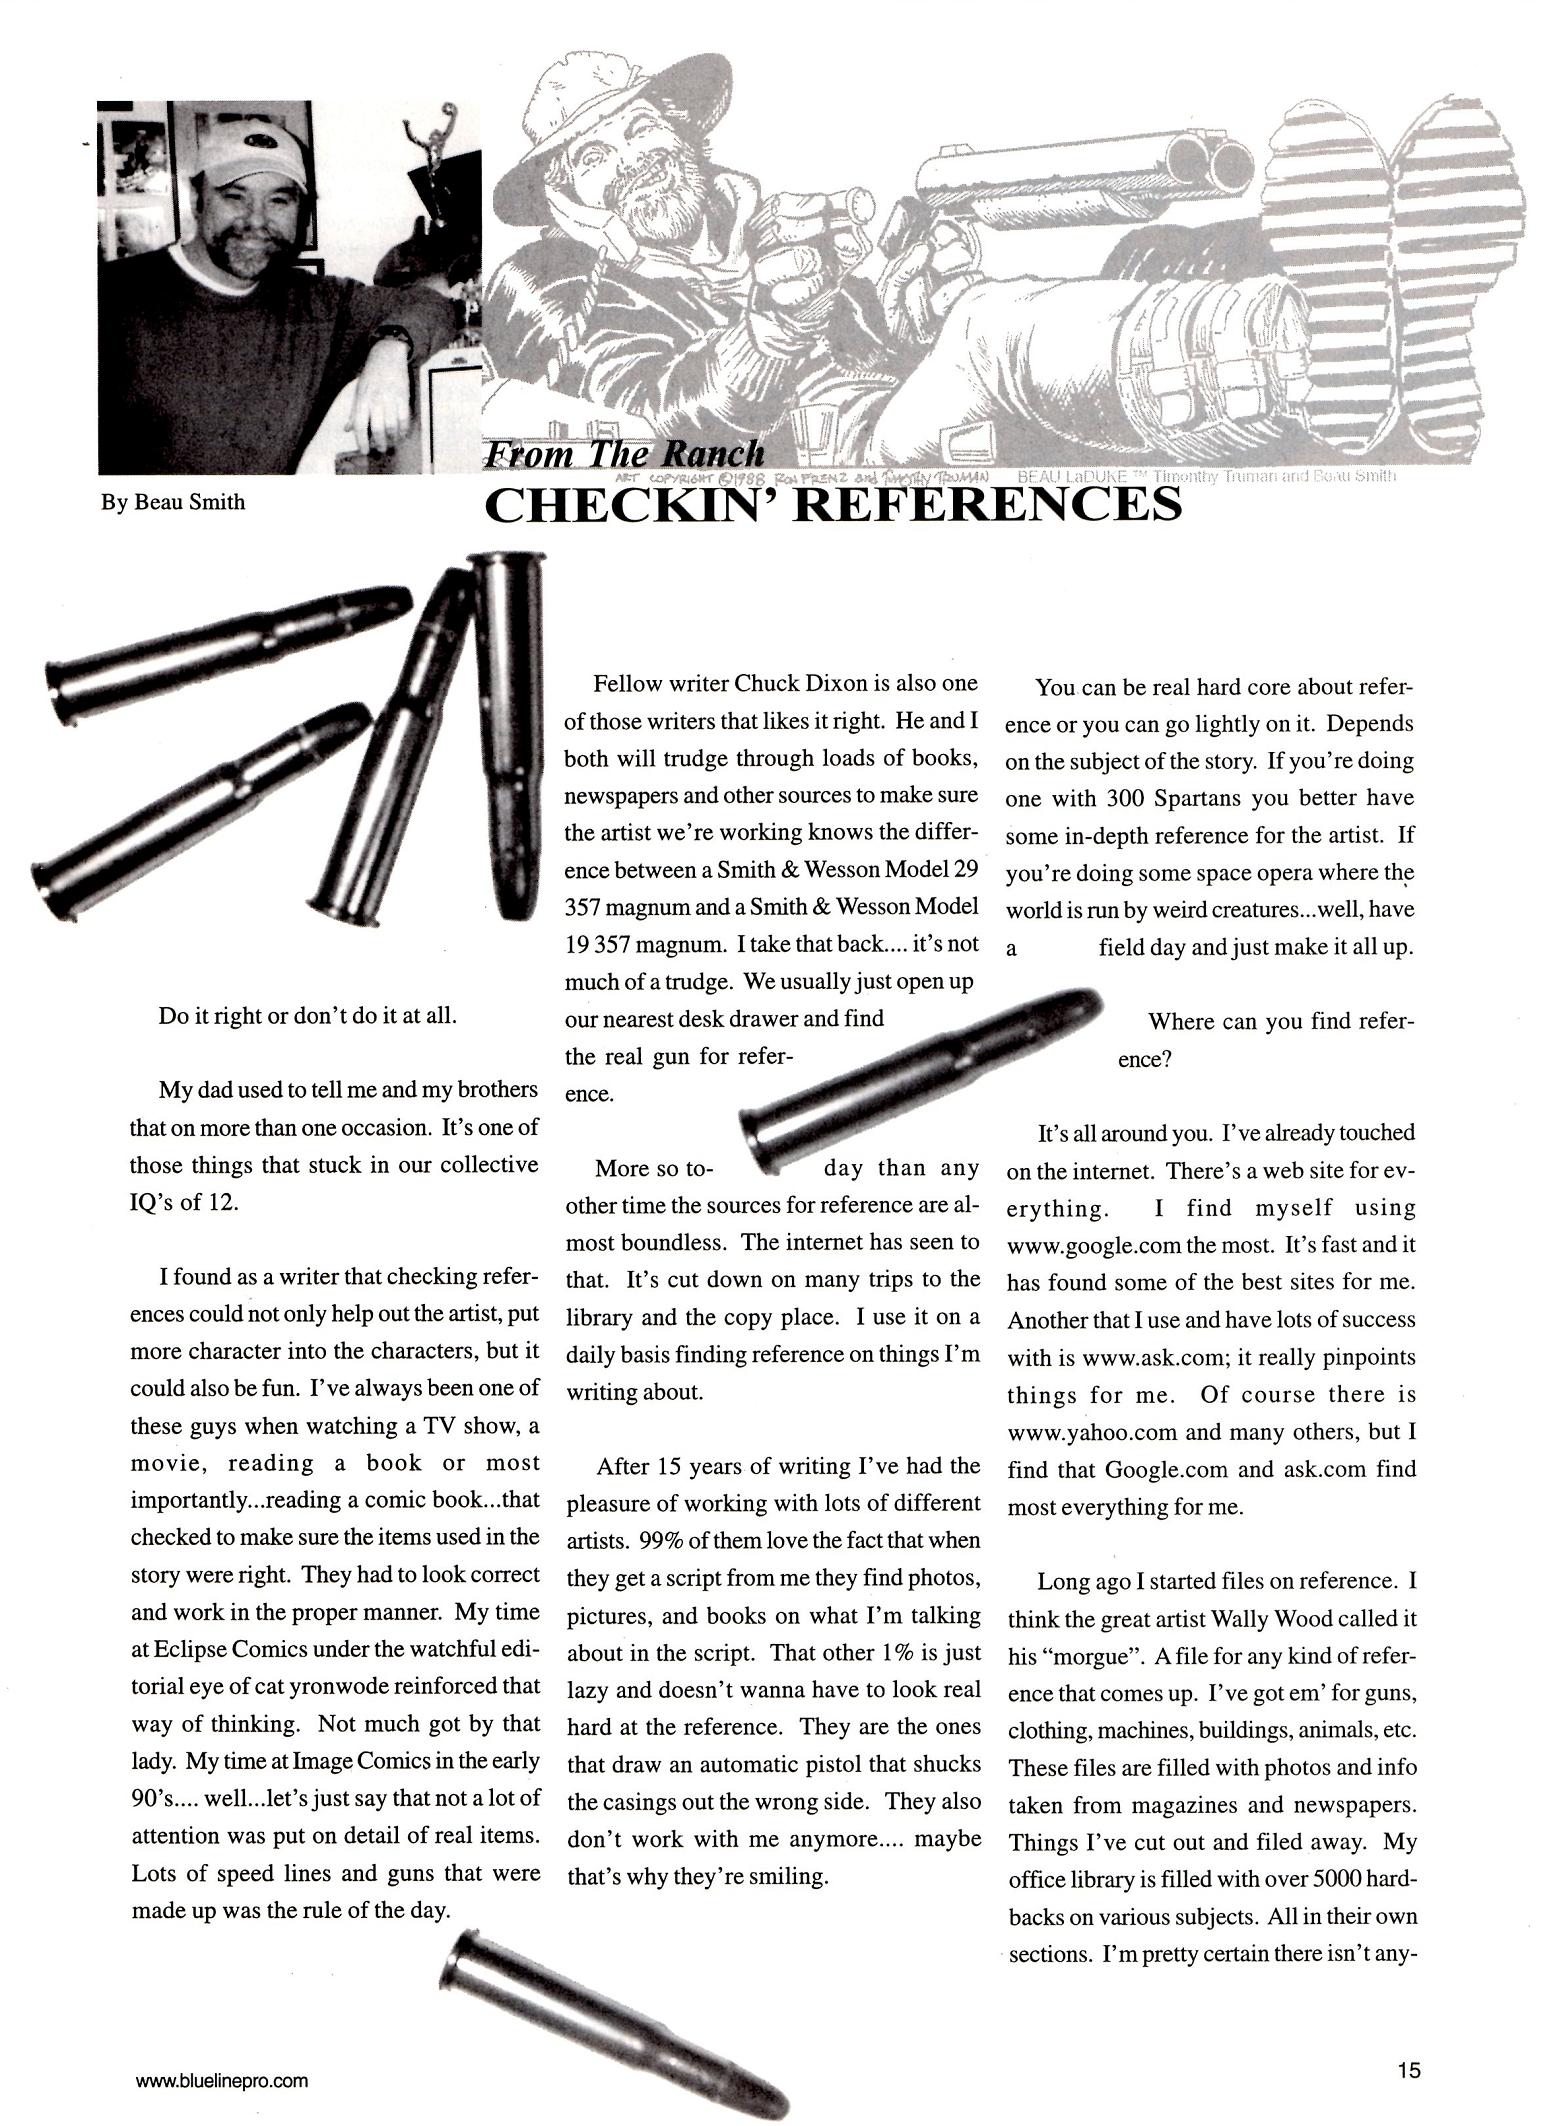 From The Ranch
ART COPYRIGHT ©1988 RON FRENZ and TIMOTHY TRUMAN
BEAU LaDUKE ™ Timonthy Truman and Beau Smith
By Beau Smith
CHECKIN' REFERENCES
Do it right or don't do it at all.
My dad used to tell me and my brothers
that on more than one occasion. It's one of
those things that stuck in our collective
IQ's of 12.
I found as a writer that checking refer-
ences could not only help out the artist, put
more character into the characters, but it
could also be fun. I've always been one of
these guys when watching a TV show, a
movie, reading a book or most
importantly...reading a comic book...that
checked to make sure the items used in the
story were right. They had to look correct
and work in the proper manner. My time
at Eclipse Comics under the watchful edi-
torial eye of cat yronwode reinforced that
way of thinking. Not much got by that
lady. My time at Image Comics in the early
90's.... well...let's just say that not a lot of
attention was put on detail of real items.
Lots of speed lines and guns that were
made up was the rule of the day.
Fellow writer Chuck Dixon is also one
of those writers that likes it right. He and I
both will trudge through loads of books,
newspapers and other sources to make sure
the artist we're working knows the differ-
ence between a Smith & Wesson Model 29
357 magnum and a Smith & Wesson Model
19 357 magnum. I take that back.... it's not
much of a trudge. We usually just open up
our nearest desk drawer and find
the real gun for refer-
ence.
More so to- day than any
other time the sources for reference are al-
most boundless. The internet has seen to
that. It's cut down on many trips to the
library and the copy place. I use it on a
daily basis finding reference on things I'm
writing about.
After 15 years of writing I've had the
pleasure of working with lots of different
artists. 99% of them love the fact that when
they get a script from me they find photos,
pictures, and books on what I'm talking
about in the script. That other 1% is just
lazy and doesn't wanna have to look real
hard at the reference. They are the ones
that draw an automatic pistol that shucks
the casings out the wrong side. They also
don't work with me anymore.... maybe
that's why they're smiling.
You can be real hard core about refer-
ence or you can go lightly on it. Depends
on the subject of the story. If you're doing
one with 300 Spartans you better have
some in-depth reference for the artist. If
you're doing some space opera where the
world is run by weird creatures...well, have
a field day and just make it all up.
Where can you find refer-
ence?
It's all around you. I've already touched
on the internet. There's a web site for ev-
erything. I find myself using
www.google.com the most. It's fast and it
has found some of the best sites for me.
Another that I use and have lots of success
with is www.ask.com; it really pinpoints
things for me. Of course there is
www.yahoo.com and many others, but I
find that Google.com and ask.com find
most everything for me.
Long ago I started files on reference. I
think the great artist Wally Wood called it
his “morgue”. A file for any kind of refer-
ence that comes up. I've got em' for guns,
clothing, machines, buildings, animals, etc.
These files are filled with photos and info
taken from magazines and newspapers.
Things I've cut out and filed away. My
office library is filled with over 5000 hard-
backs on various subjects. All in their own
sections. I'm pretty certain there isn't any-
www.bluelinepro.com
15